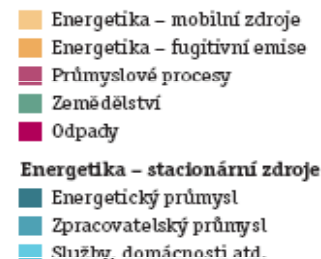 Energetika – mobilní zdroje
Energetika – fugitivní emise
Průmyslové procesy
Zemědělství
Odpady
Energetika – stacionární zdroje
Energetický průmysl
Zpracovatelský průmysl
Služby, domácnosti atd.